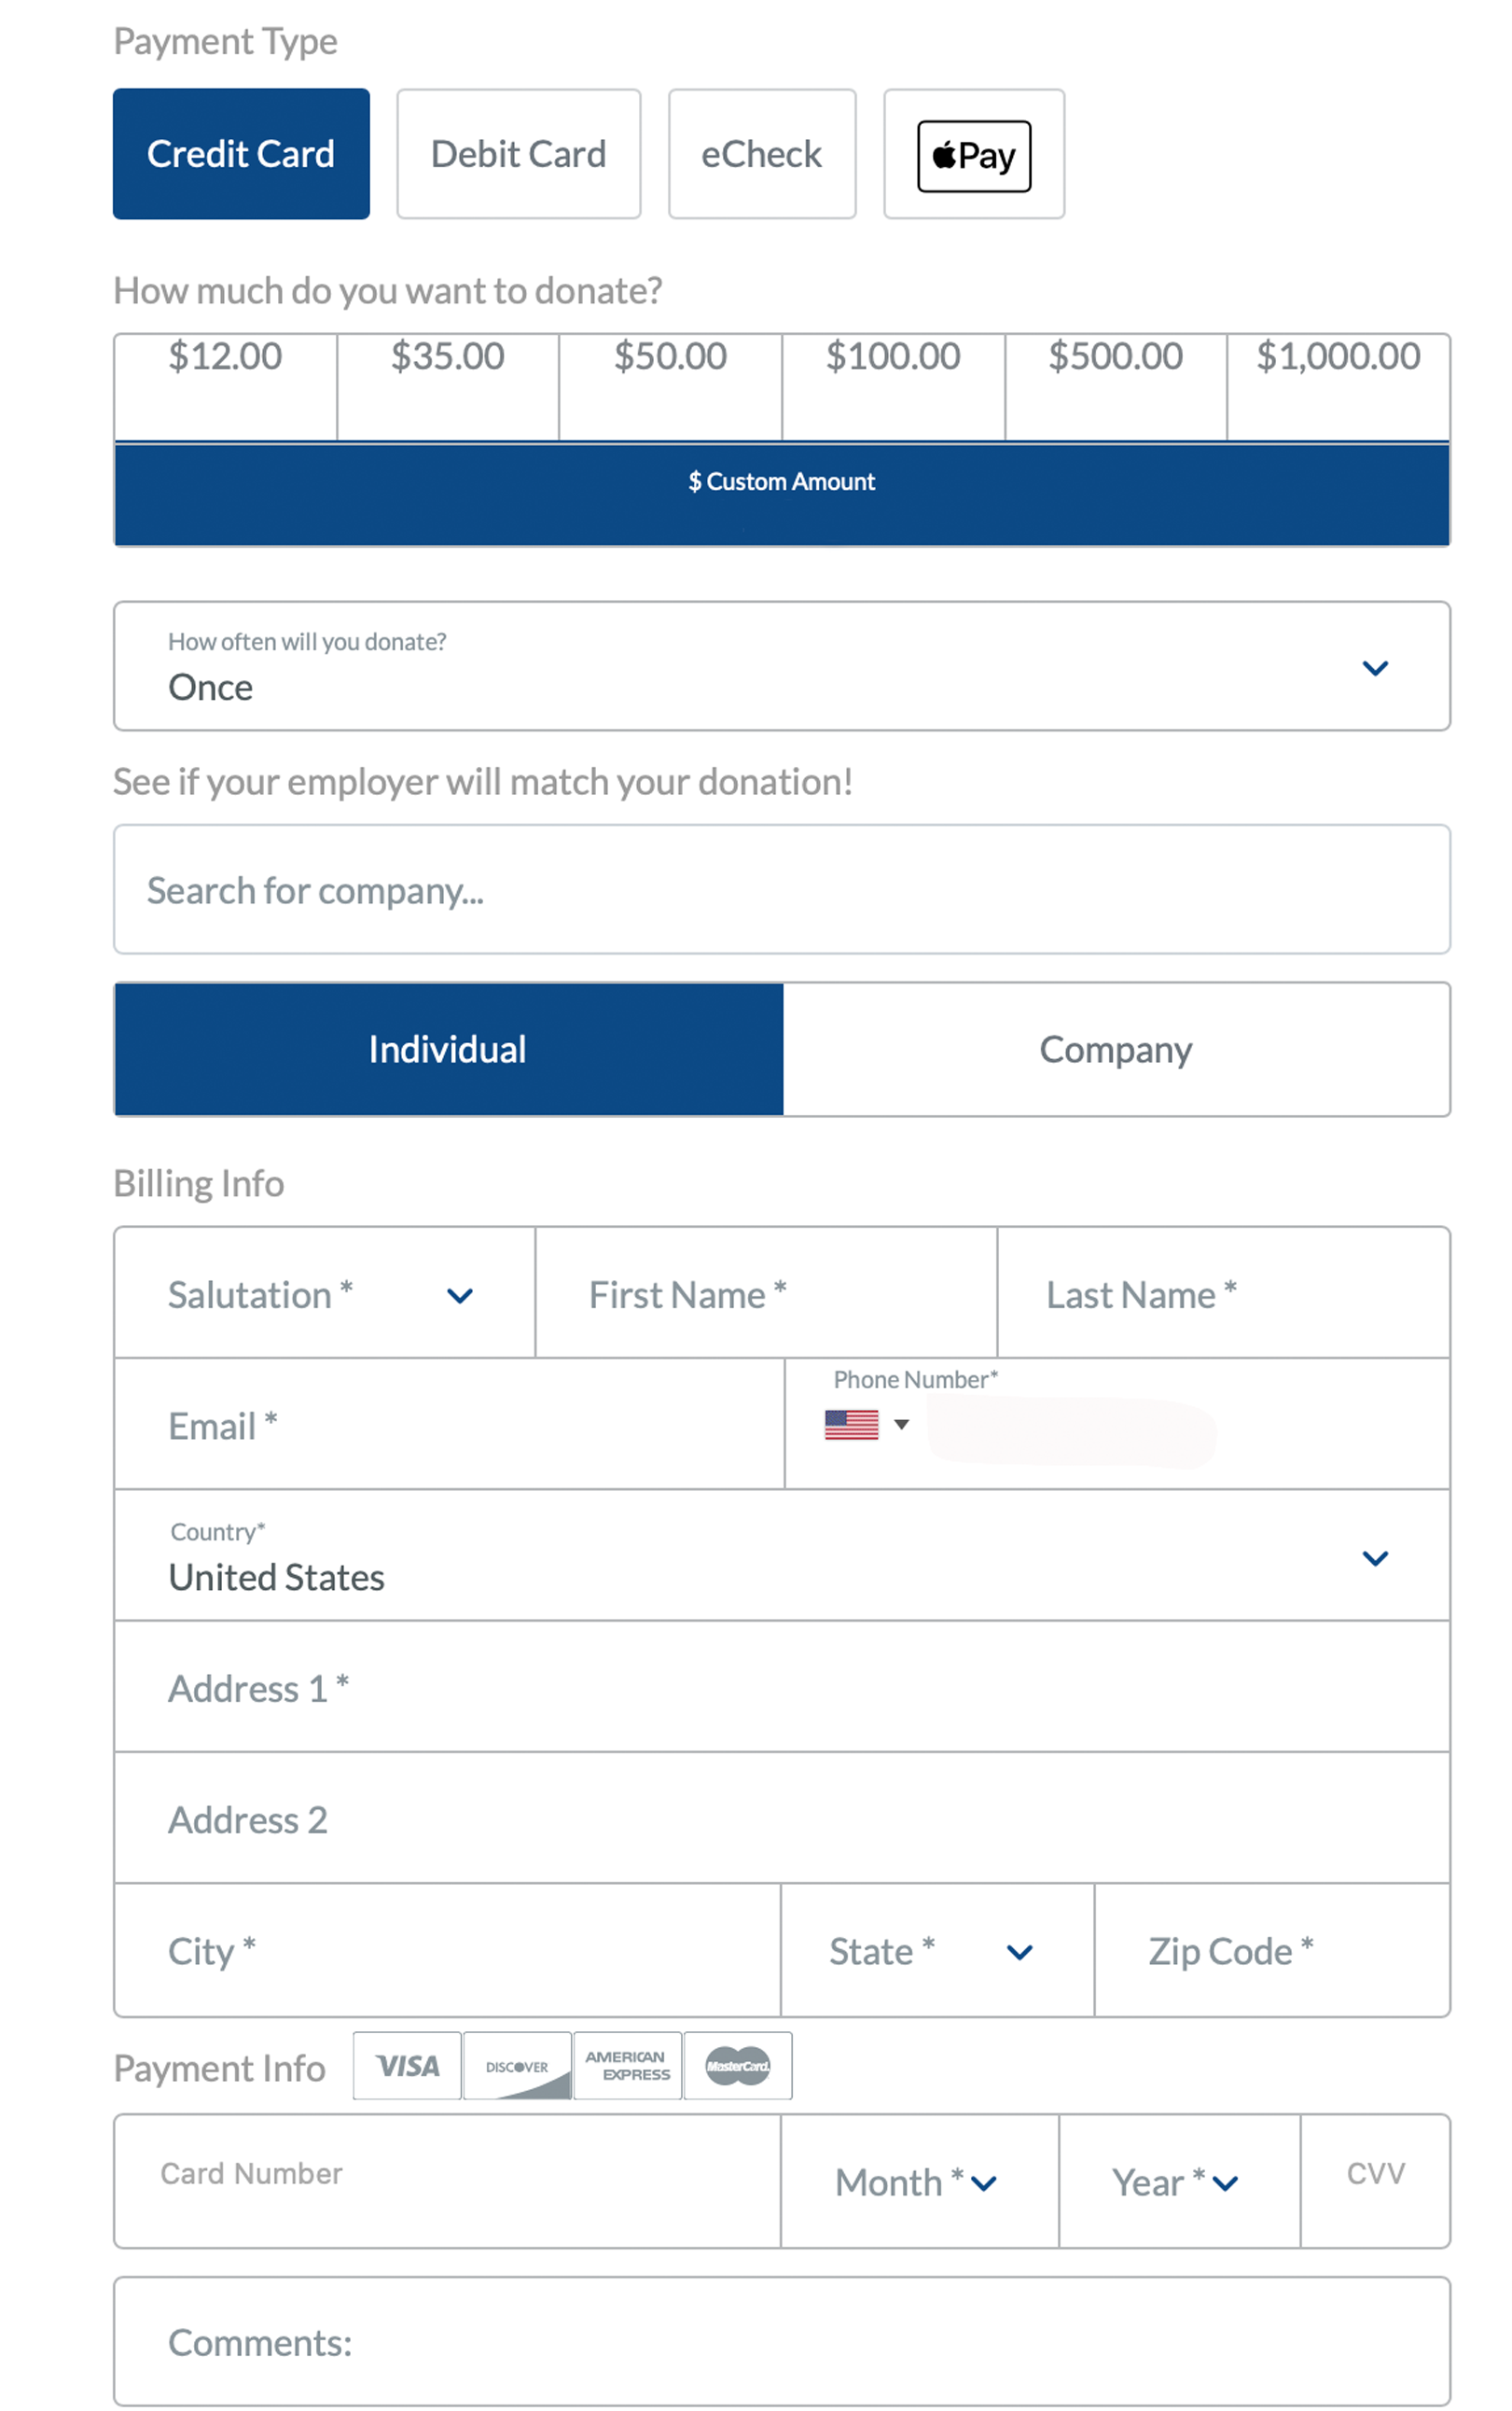 Payment Type
Credit Card Debit Card eCheck Pay
How much do you want to donate?
$12.00 $35.00 $50.00 $100.00 $500.00 $1,000.00
$ Custom Amount
How often will you donate?
Once
See if your employer will match your donation!
Search for company...
Individual Company
Billing Info
Salutation * First Name * Last Name *
Phone Number*
Email *
Country*
United States
Address 1 *
Address 2
City * State * Zip Code *
Payment Info VISA DISCOVER AMERICAN EXPRESS MasterCard
Card Number Month * Year * CVV
Comments: